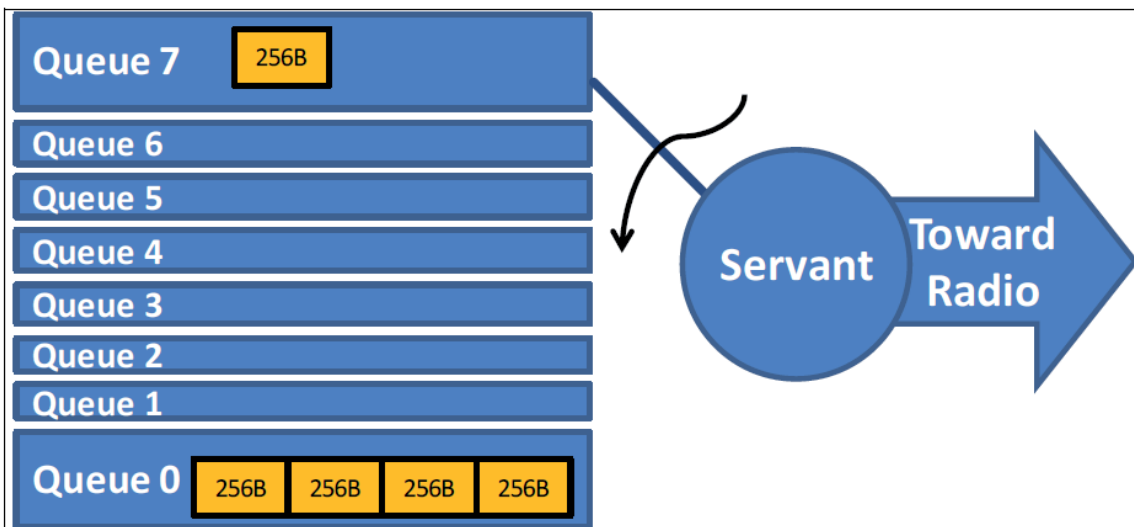 Queue 7
256B
Queue 6
Queue 5
Queue 4
Queue 3
Queue 2
Queue 1
Queue 0
256B 256B 256B 256B
Servant
Toward
Radio